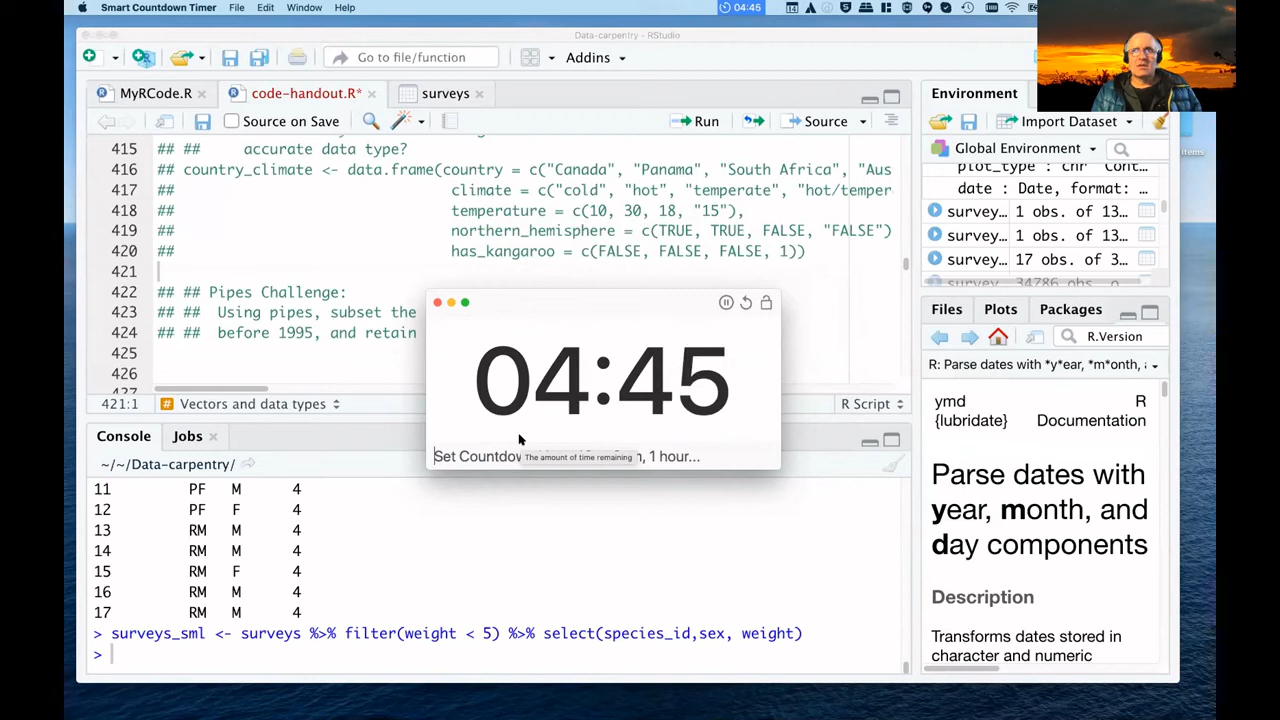 Smart Countdown Timer File Edit Window Help 04:45
Data-carpentry - RStudio
Go to file/function Addins
MyRCode.R code-handout.R* surveys
Source on Save Run Source
415 ## ## accurate data type?
416 ## country_climate <- data.frame(country = c("Canada", "Panama", "South Africa", "Aus
417 ## climate = c("cold", "hot", "temperate", "hot/temper
418 ## temperature = c(10, 30, 18, "15"),
419 ## northern_hemisphere = c(TRUE, TRUE, FALSE, "FALSE")
420 ## has_kangaroo = c(FALSE, FALSE, FALSE, 1))
421
422 ## Pipes Challenge:
423 ## ## Using pipes, subset the
424 ## ## before 1995, and retain
425
426
421:1 Vectors and data types R Script
04:45
Set Countdow , 1 hour...
The amount of time remaining
Console Jobs
~/~/Data-carpentry/
11 PF M 4
12 PF F 4
13 RM M 4
14 RM M 4
15 RM F 4
16 RM M 4
17 RM M 4
> surveys_sml <- surveys %>% filter(weight < 5) %>% select(species_id,sex, weight)
>
Environment
Import Dataset
Global Environment
plot_type : chr "Cont…
date : Date, format: …
survey… 1 obs. of 13…
survey… 1 obs. of 13…
survey… 17 obs. of 3…
survey… 34786 obs. o
Files Plots Packages
R.Version
R: Parse dates with *y*ear, *m*onth,
ymd R
{lubridate} Documentation
Parse dates with
year, month, and
day components
Description
Transforms dates stored in
character and numeric
items